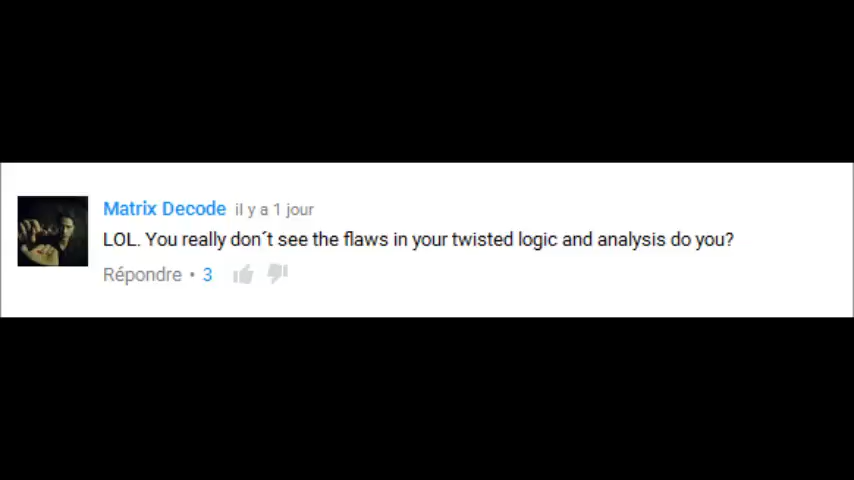 Matrix Decode il y a 1 jour
LOL. You really don´t see the flaws in your twisted logic and analysis do you?
Répondre • 3